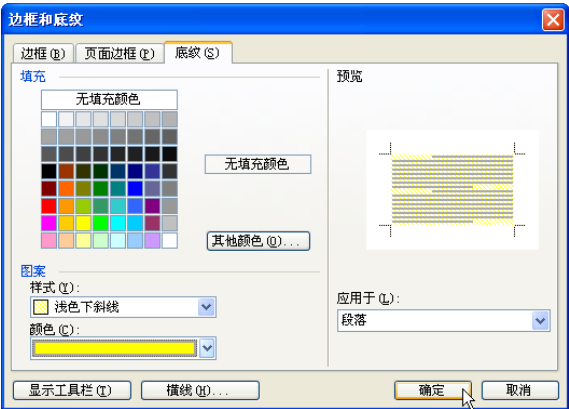 边框和底纹
边框(B) 页面边框(P) 底纹(S)
填充
无填充颜色
无填充颜色
其他颜色(O)...
图案
样式(Y):
浅色下斜线
颜色(C):
预览
应用于(L):
段落
显示工具栏(T) 横线(H)... 确定 取消